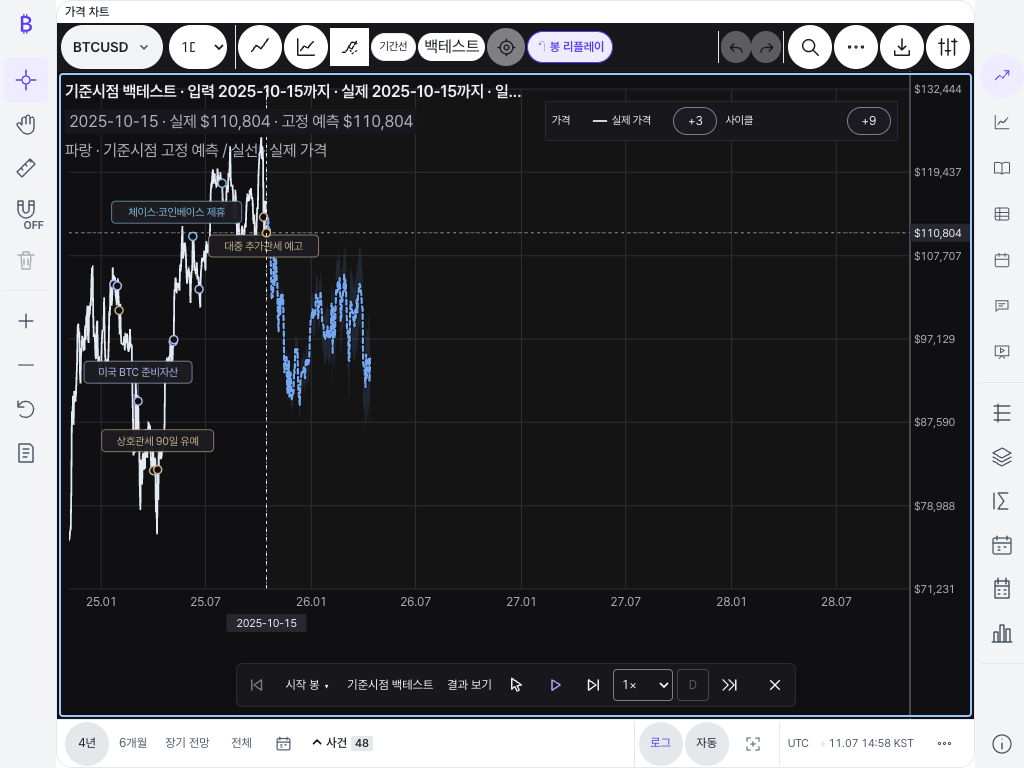 가격 차트
BTCUSD
1D
기간선
백테스트
봉 리플레이
기준시점 백테스트 · 입력 2025-10-15까지 · 실제 2025-10-15까지 · 일...
2025-10-15 · 실제 $110,804 · 고정 예측 $110,804
파랑 · 기준시점 고정 예측 / 실선 실제 가격
가격
실제 가격
+3
사이클
+9
$132,444
$119,437
$110,804
$107,707
$97,129
$87,590
$78,988
$71,231
체이스·코인베이스 제휴
대중 추가관세 예고
미국 BTC 준비자산
상호관세 90일 유예
25.01
25.07
26.01
26.07
27.01
27.07
28.01
28.07
2025-10-15
OFF
시작 봉
기준시점 백테스트
결과 보기
1×
D
4년
6개월
장기 전망
전체
사건 48
로그
자동
UTC
11.07 14:58 KST